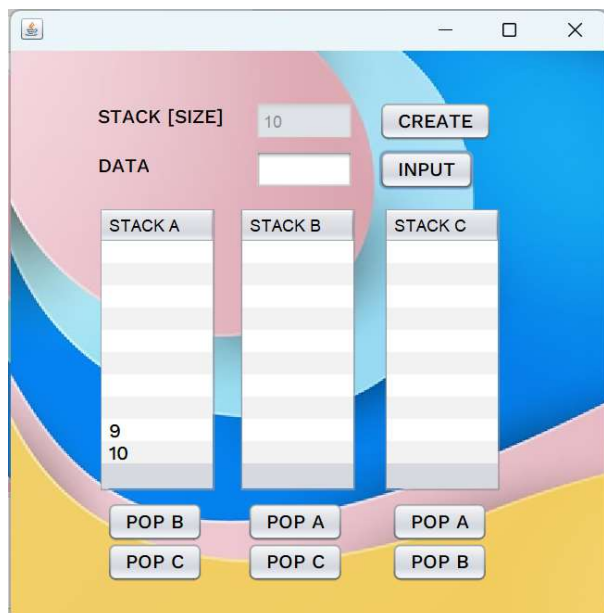 STACK [SIZE] 10 CREATE
DATA INPUT
STACK A STACK B STACK C
9
10
POP B POP A POP A
POP C POP C POP B